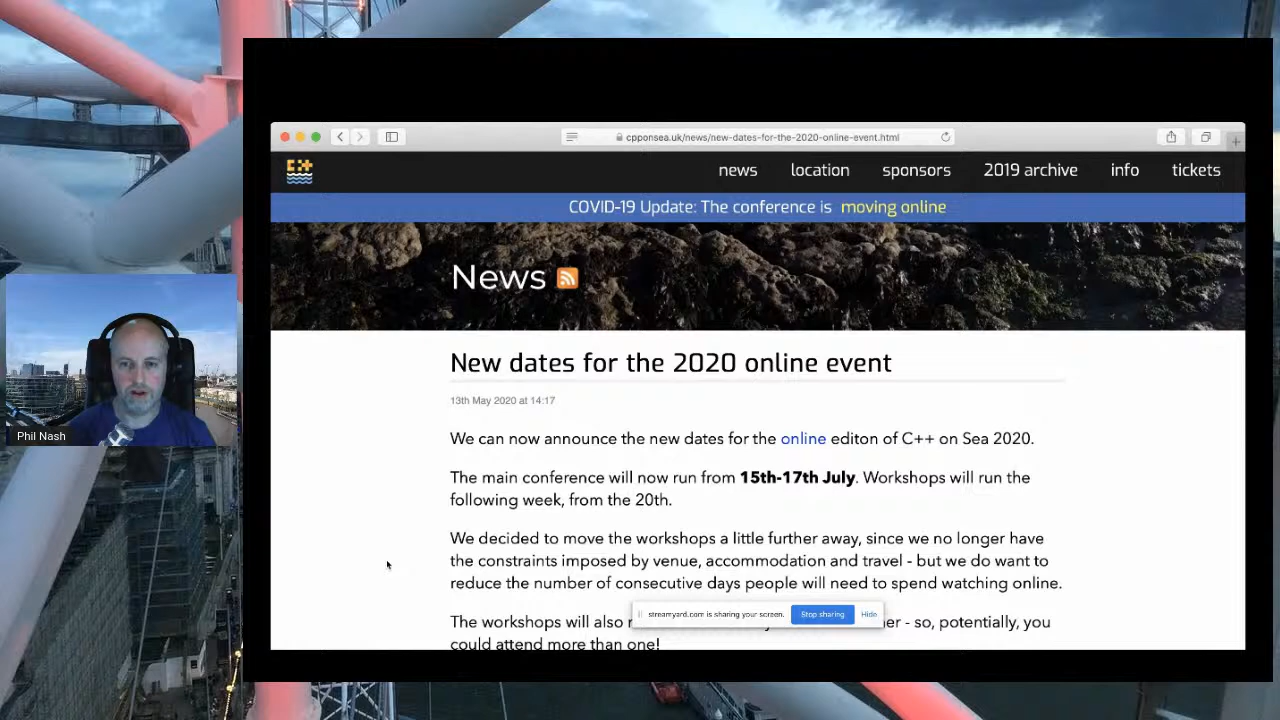 cpponsea.uk/news/new-dates-for-the-2020-online-event.html
news location sponsors 2019 archive info tickets
COVID-19 Update: The conference is moving online
News
New dates for the 2020 online event
13th May 2020 at 14:17
We can now announce the new dates for the online editon of C++ on Sea 2020.
The main conference will now run from 15th-17th July. Workshops will run the
following week, from the 20th.
We decided to move the workshops a little further away, since we no longer have
the constraints imposed by venue, accommodation and travel - but we do want to
reduce the number of consecutive days people will need to spend watching online.
streamyard.com is sharing your screen. Stop sharing Hide
The workshops will also - so, potentially, you
could attend more than one!
Phil Nash